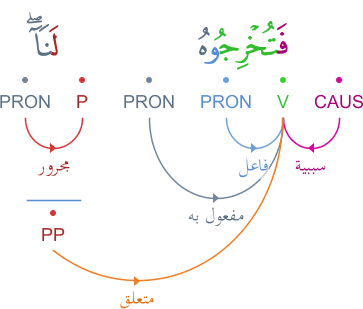 فَتُخْرِجُوهُ لَنَآ ۖ
CAUS V PRON PRON P PRON
سببية فاعل مجرور
مفعول به
PP
متعلق